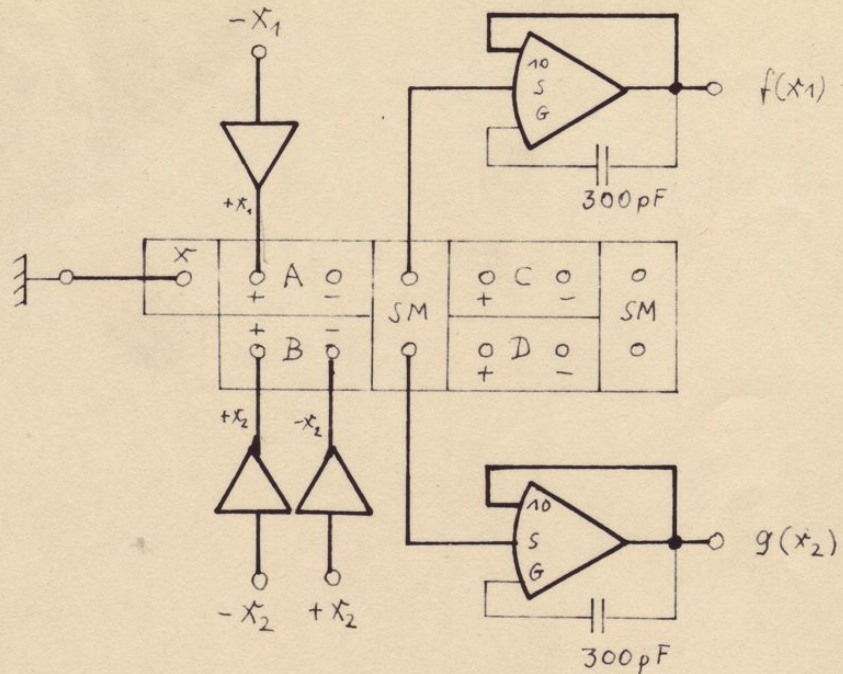 -x₁
10
S
G
f(x1)
300pF
+x₁
x
A
+
-
SM
C
+
-
SM
+
-
B
D
+
-
+x₂
-x₂
10
S
G
g(x₂)
-x₂
+x₂
300pF